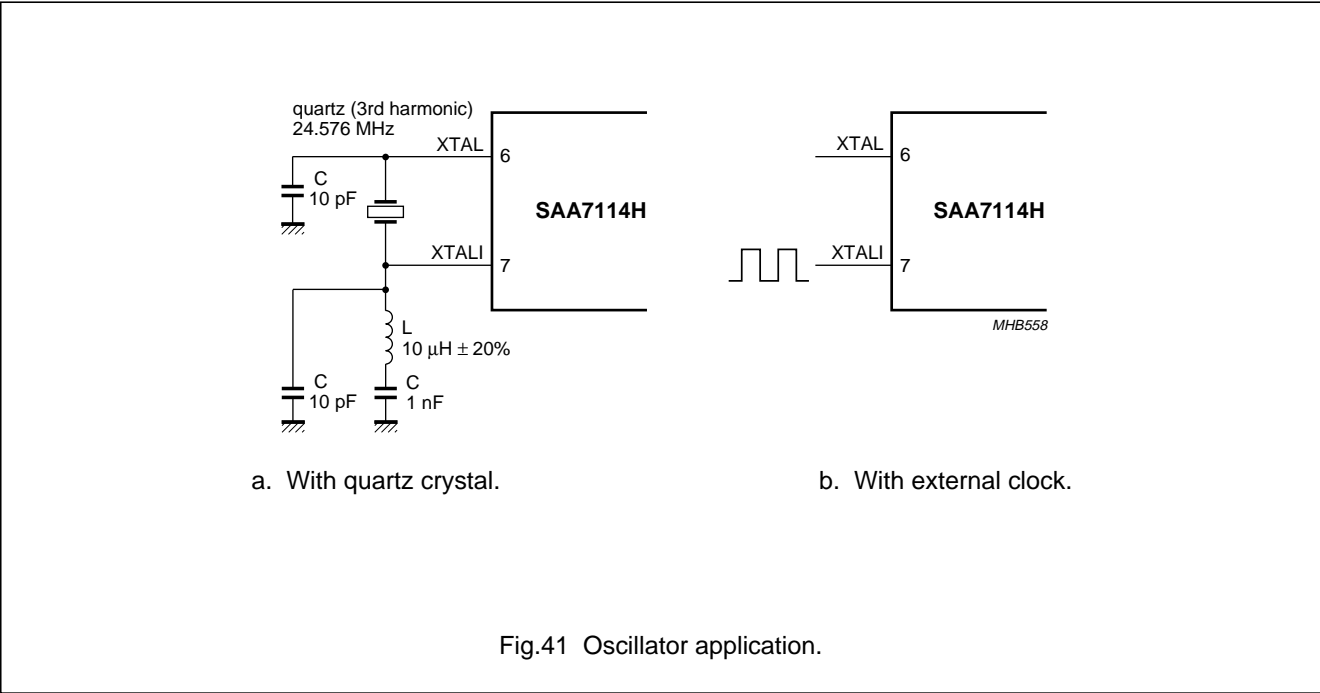 quartz (3rd harmonic)
24.576 MHz
XTAL
6
C
10 pF
SAA7114H
XTALI
7
L
10 μH ± 20%
C
10 pF
C
1 nF
XTAL
6
SAA7114H
XTALI
7
MHB558
a. With quartz crystal.
b. With external clock.
Fig.41 Oscillator application.